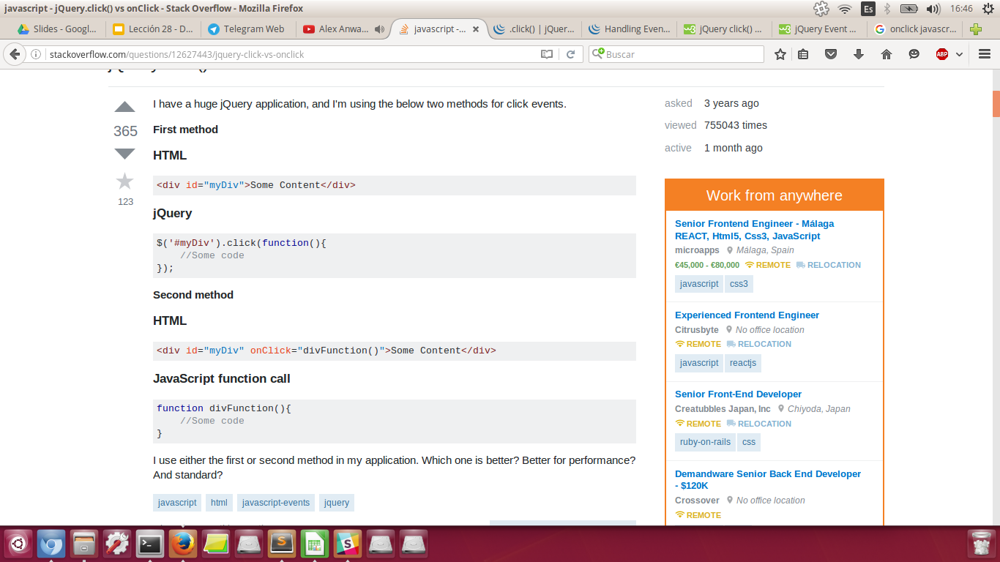 javascript - jQuery.click() vs onClick - Stack Overflow - Mozilla Firefox
Es
16:46
Slides - Googl...
Lección 28 - D...
Telegram Web
Alex Anwa...
javascript -...
.click() | jQuer...
Handling Even...
jQuery click() ...
jQuery Event ...
onclick javascr...
stackoverflow.com/questions/12627443/jquery-click-vs-onclick
Buscar
ABP
I have a huge jQuery application, and I'm using the below two methods for click events.
365
First method
HTML
<div id="myDiv">Some Content</div>
123
jQuery
$('#myDiv').click(function(){
//Some code
});
Second method
HTML
<div id="myDiv" onClick="divFunction()">Some Content</div>
JavaScript function call
function divFunction(){
//Some code
}
I use either the first or second method in my application. Which one is better? Better for performance?
And standard?
javascript html javascript-events jquery
asked 3 years ago
viewed 755043 times
active 1 month ago
Work from anywhere
Senior Frontend Engineer - Málaga
REACT, Html5, Css3, JavaScript
microapps Málaga, Spain
€45,000 - €80,000 REMOTE RELOCATION
javascript css3
Experienced Frontend Engineer
Citrusbyte No office location
REMOTE RELOCATION
javascript reactjs
Senior Front-End Developer
Creatubbles Japan, Inc Chiyoda, Japan
REMOTE RELOCATION
ruby-on-rails css
Demandware Senior Back End Developer
- $120K
Crossover No office location
REMOTE